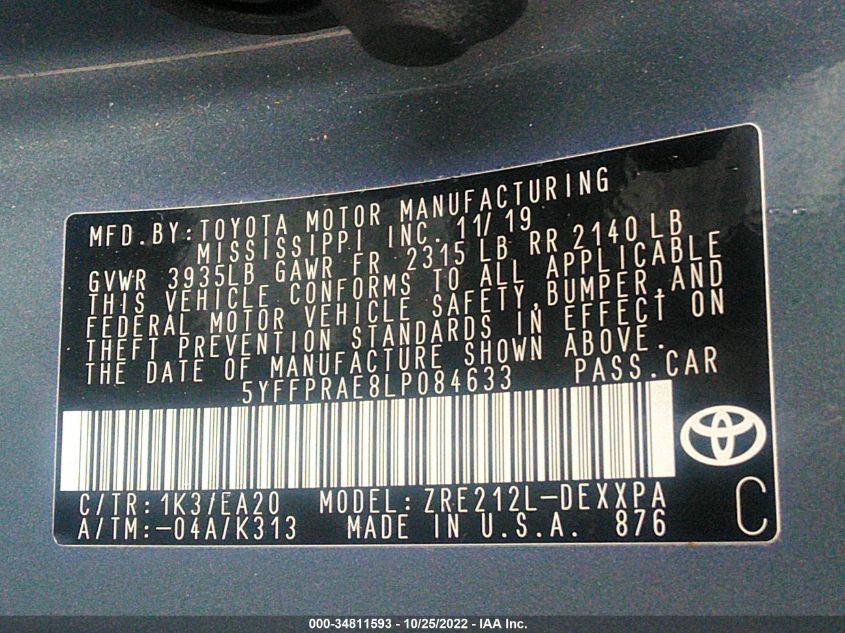 MFD.BY:TOYOTA MOTOR MANUFACTURING
MISSISSIPPI INC. 11/19
GVWR 3935LB GAWR FR 2315 LB RR 2140 LB
THIS VEHICLE CONFORMS TO ALL APPLICABLE
FEDERAL MOTOR VEHICLE SAFETY,BUMPER,AND
THEFT PREVENTION STANDARDS IN EFFECT ON
THE DATE OF MANUFACTURE SHOWN ABOVE.
5YFFPRAE8LP084633 PASS.CAR
C/TR:1K3/EA20 MODEL:ZRE212L-DEXXPA
A/TM:-04A/K313 MADE IN U.S.A. 876
C
000-34811593 - 10/25/2022 - IAA Inc.